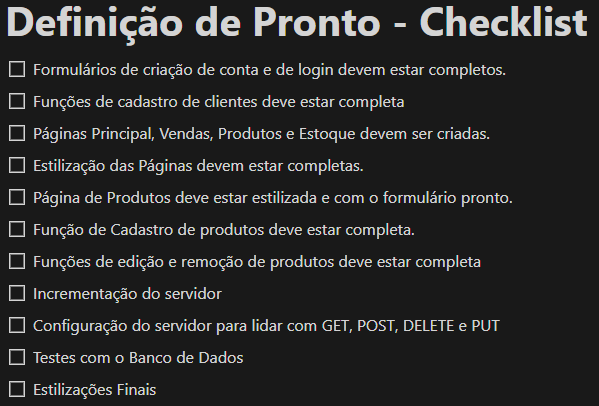 Definição de Pronto - Checklist
Formulários de criação de conta e de login devem estar completos.
Funções de cadastro de clientes deve estar completa
Páginas Principal, Vendas, Produtos e Estoque devem ser criadas.
Estilização das Páginas devem estar completas.
Página de Produtos deve estar estilizada e com o formulário pronto.
Função de Cadastro de produtos deve estar completa.
Funções de edição e remoção de produtos deve estar completa
Incrementação do servidor
Configuração do servidor para lidar com GET, POST, DELETE e PUT
Testes com o Banco de Dados
Estilizações Finais